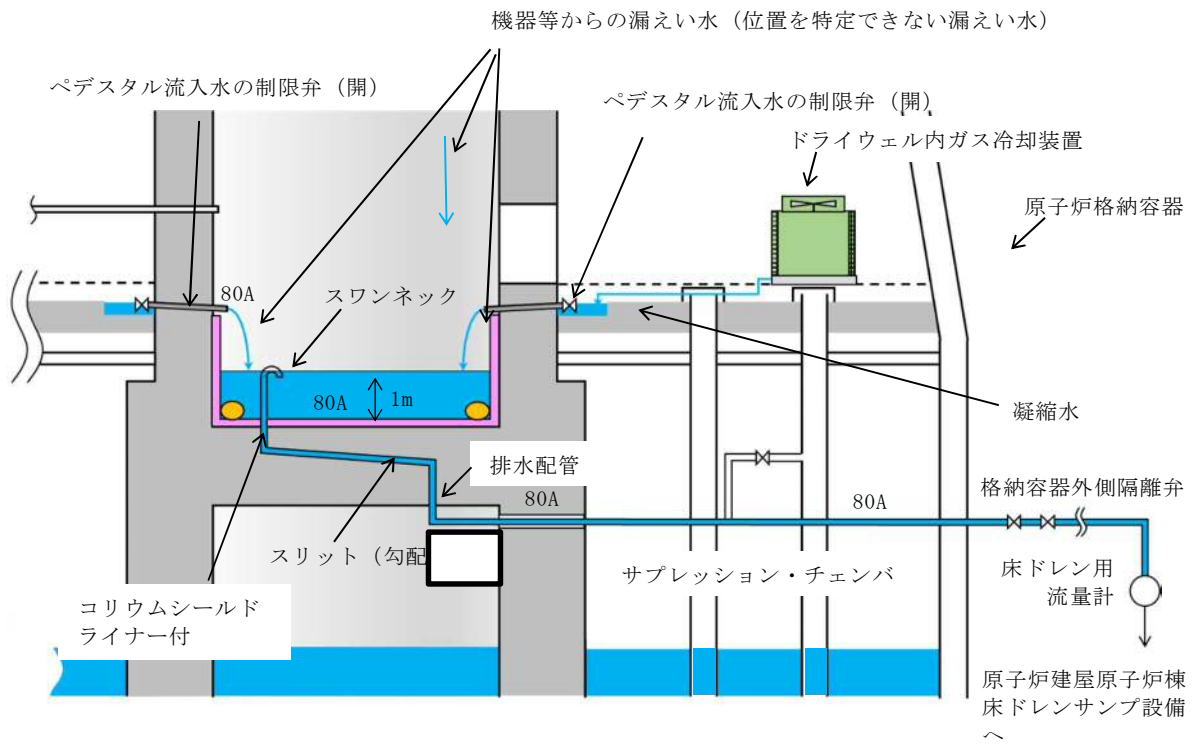 機器等からの漏えい水（位置を特定できない漏えい水）
ペデスタル流入水の制限弁（開）
ペデスタル流入水の制限弁（開）
ドライウェル内ガス冷却装置
原子炉格納容器
80A
スワンネック
80A
1m
凝縮水
排水配管
80A
80A
格納容器外側隔離弁
スリット（勾配
サプレッション・チェンバ
床ドレン用
流量計
コリウムシールド
ライナー付
原子炉建屋原子炉棟
床ドレンサンプ設備
へ